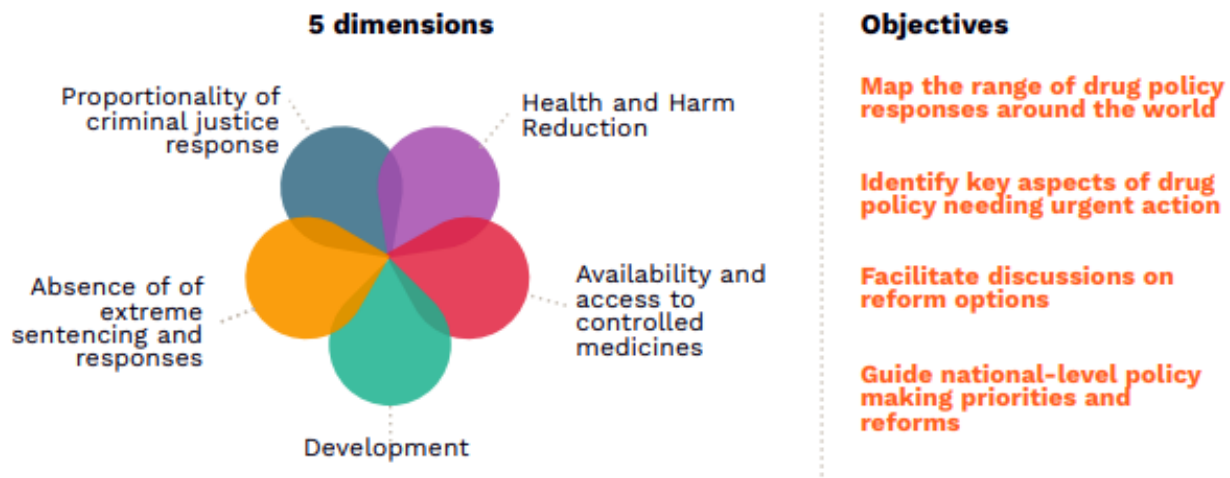 5 dimensions
Proportionality of
criminal justice
response
Health and Harm
Reduction
Absence of of
extreme
sentencing and
responses
Availability and
access to
controlled
medicines
Development
Objectives
Map the range of drug policy
responses around the world
Identify key aspects of drug
policy needing urgent action
Facilitate discussions on
reform options
Guide national-level policy
making priorities and
reforms